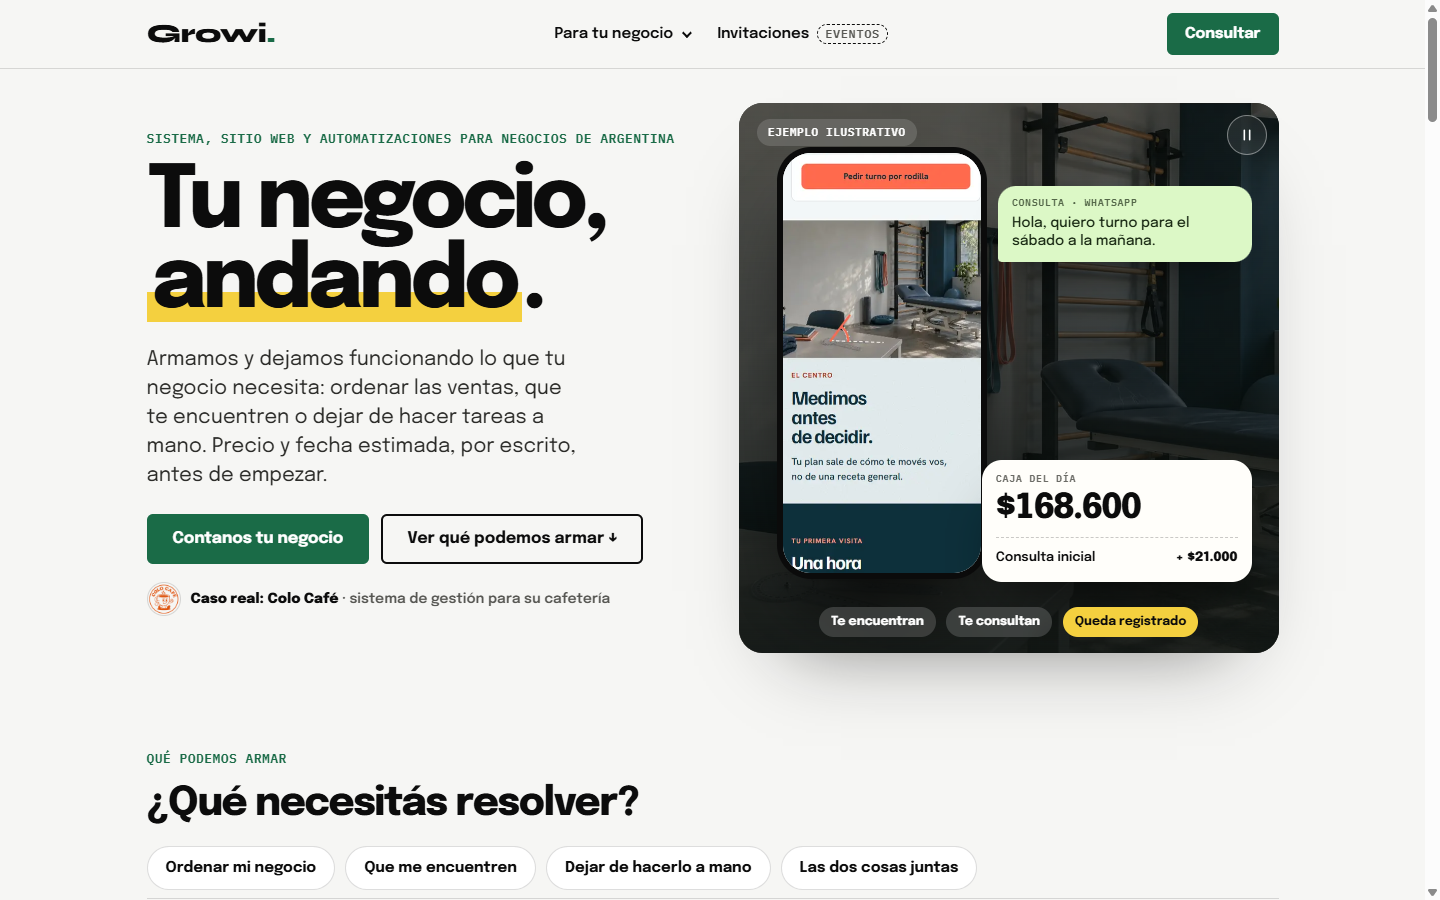 Growi.
Para tu negocio
Invitaciones
EVENTOS
Consultar
SISTEMA, SITIO WEB Y AUTOMATIZACIONES PARA NEGOCIOS DE ARGENTINA
Tu negocio,
andando.
Armamos y dejamos funcionando lo que tu
negocio necesita: ordenar las ventas, que
te encuentren o dejar de hacer tareas a
mano. Precio y fecha estimada, por escrito,
antes de empezar.
Contanos tu negocio
Ver qué podemos armar ↓
COLO CAFÉ
Caso real: Colo Café · sistema de gestión para su cafetería
EJEMPLO ILUSTRATIVO
Pedir turno por rodilla
EL CENTRO
Medimos
antes
de decidir.
Tu plan sale de cómo te movés vos,
no de una receta general.
TU PRIMERA VISITA
Una hora
CONSULTA · WHATSAPP
Hola, quiero turno para el
sábado a la mañana.
CAJA DEL DÍA
$168.600
Consulta inicial
+ $21.000
Te encuentran
Te consultan
Queda registrado
QUÉ PODEMOS ARMAR
¿Qué necesitás resolver?
Ordenar mi negocio
Que me encuentren
Dejar de hacerlo a mano
Las dos cosas juntas